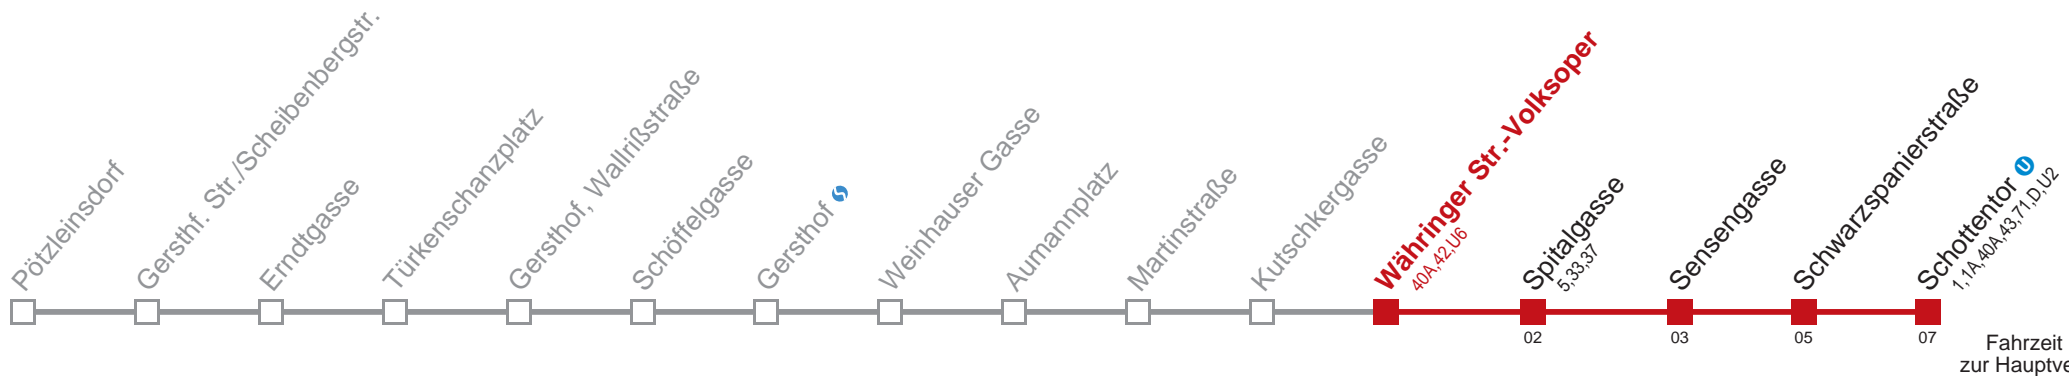 Pötzleinsdorf
Gersthf. Str./Scheibenbergstr.
Erndtgasse
Türkenschanzplatz
Gersthof, Wallrißstraße
Schöffelgasse
Gersthof S
Weinhauser Gasse
Aumannplatz
Martinstraße
Kutschkergasse
Währinger Str.-Volksoper
40A,42,U6
Spitalgasse
5,33,37
Sensengasse
Schwarzspanierstraße
Schottentor U
1,1A,40A,43,71,D,U2
02
03
05
07
Fahrzeit
zur Hauptve